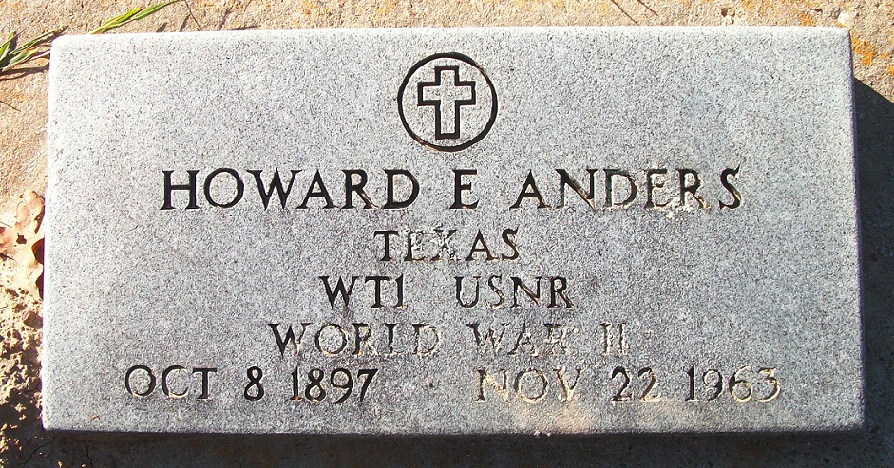 HOWARD E ANDERS
TEXAS
WT1 USNR
WORLD WAR II
OCT 8 1897 · NOV 22 1963